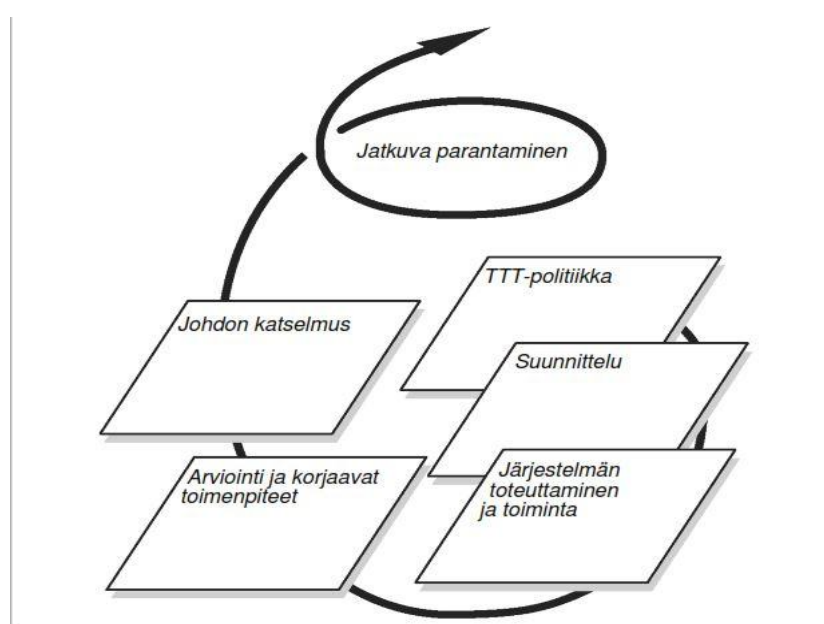 Jatkuva parantaminen
TTT-politiikka
Johdon katselmus
Suunnittelu
Arviointi ja korjaavat
toimenpiteet
Järjestelmän
toteuttaminen
ja toiminta